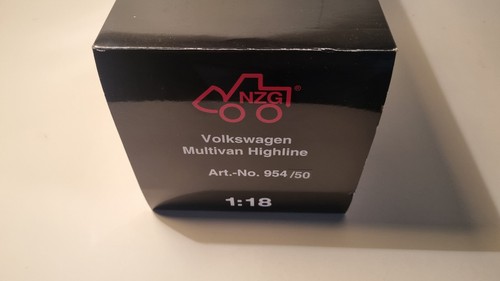 NZG®
Volkswagen
Multivan Highline
Art.-No. 954/50
1:18